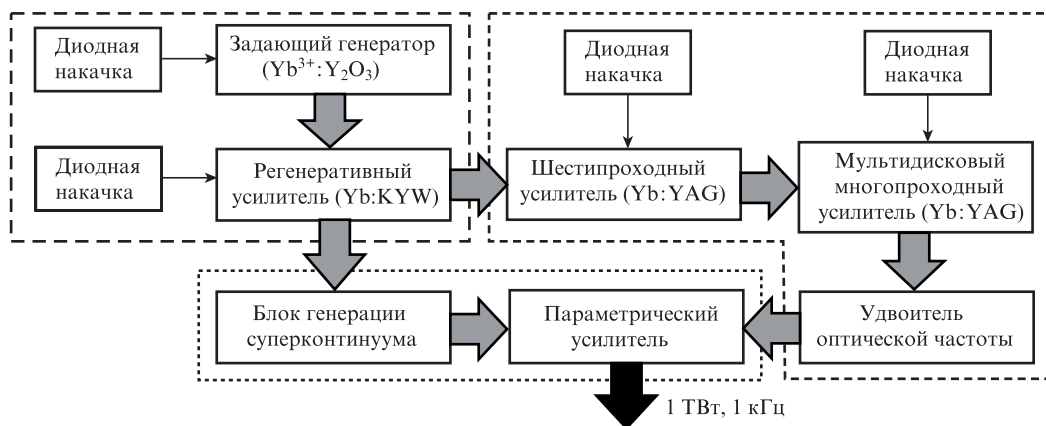 Диодная
накачка
Задающий генератор
(Yb³⁺:Y₂O₃)
Диодная
накачка
Диодная
накачка
Диодная
накачка
Регенеративный
усилитель (Yb:KYW)
Шестипроходный
усилитель (Yb:YAG)
Мультидисковый
многопроходный
усилитель (Yb:YAG)
Блок генерации
суперконтинуума
Параметрический
усилитель
Удвоитель
оптической частоты
1 ТВт, 1 кГц